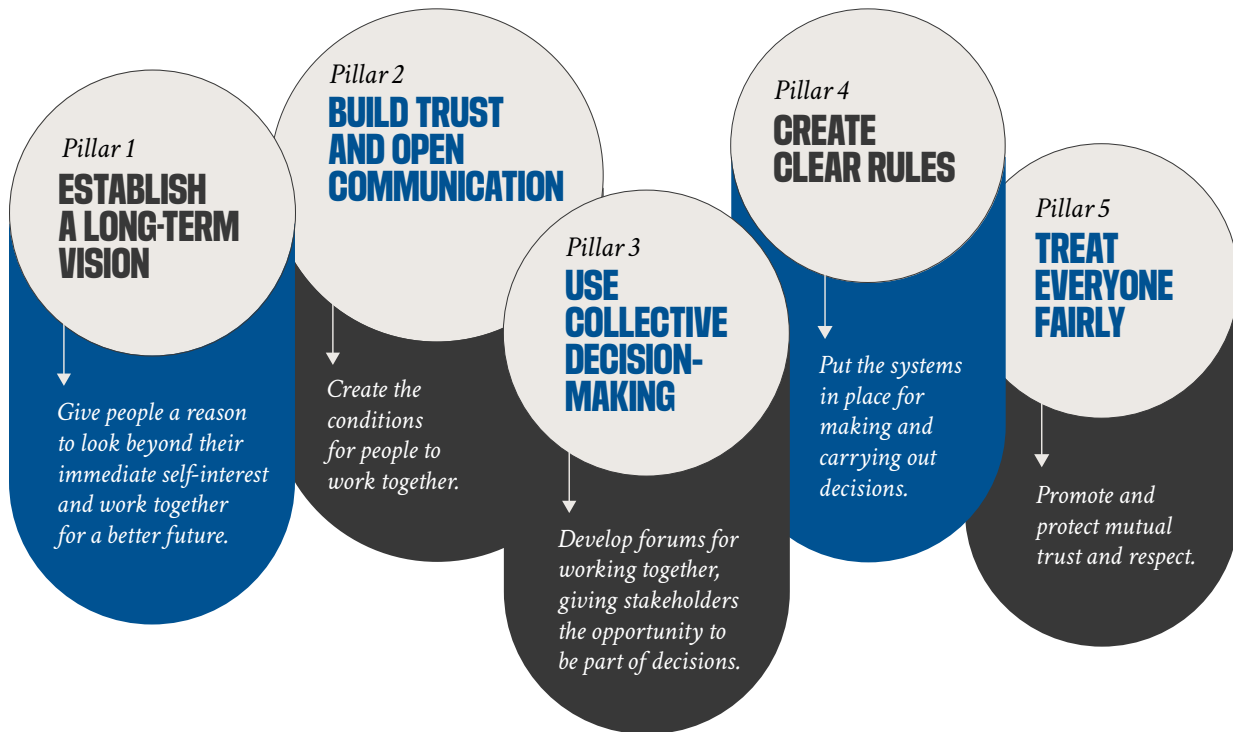 Pillar 1
ESTABLISH
A LONG-TERM
VISION
Give people a reason
to look beyond their
immediate self-interest
and work together
for a better future.
Pillar 2
BUILD TRUST
AND OPEN
COMMUNICATION
Create the
conditions
for people to
work together.
Pillar 3
USE
COLLECTIVE
DECISION-
MAKING
Develop forums for
working together,
giving stakeholders
the opportunity to
be part of decisions.
Pillar 4
CREATE
CLEAR RULES
Put the systems
in place for
making and
carrying out
decisions.
Pillar 5
TREAT
EVERYONE
FAIRLY
Promote and
protect mutual
trust and respect.